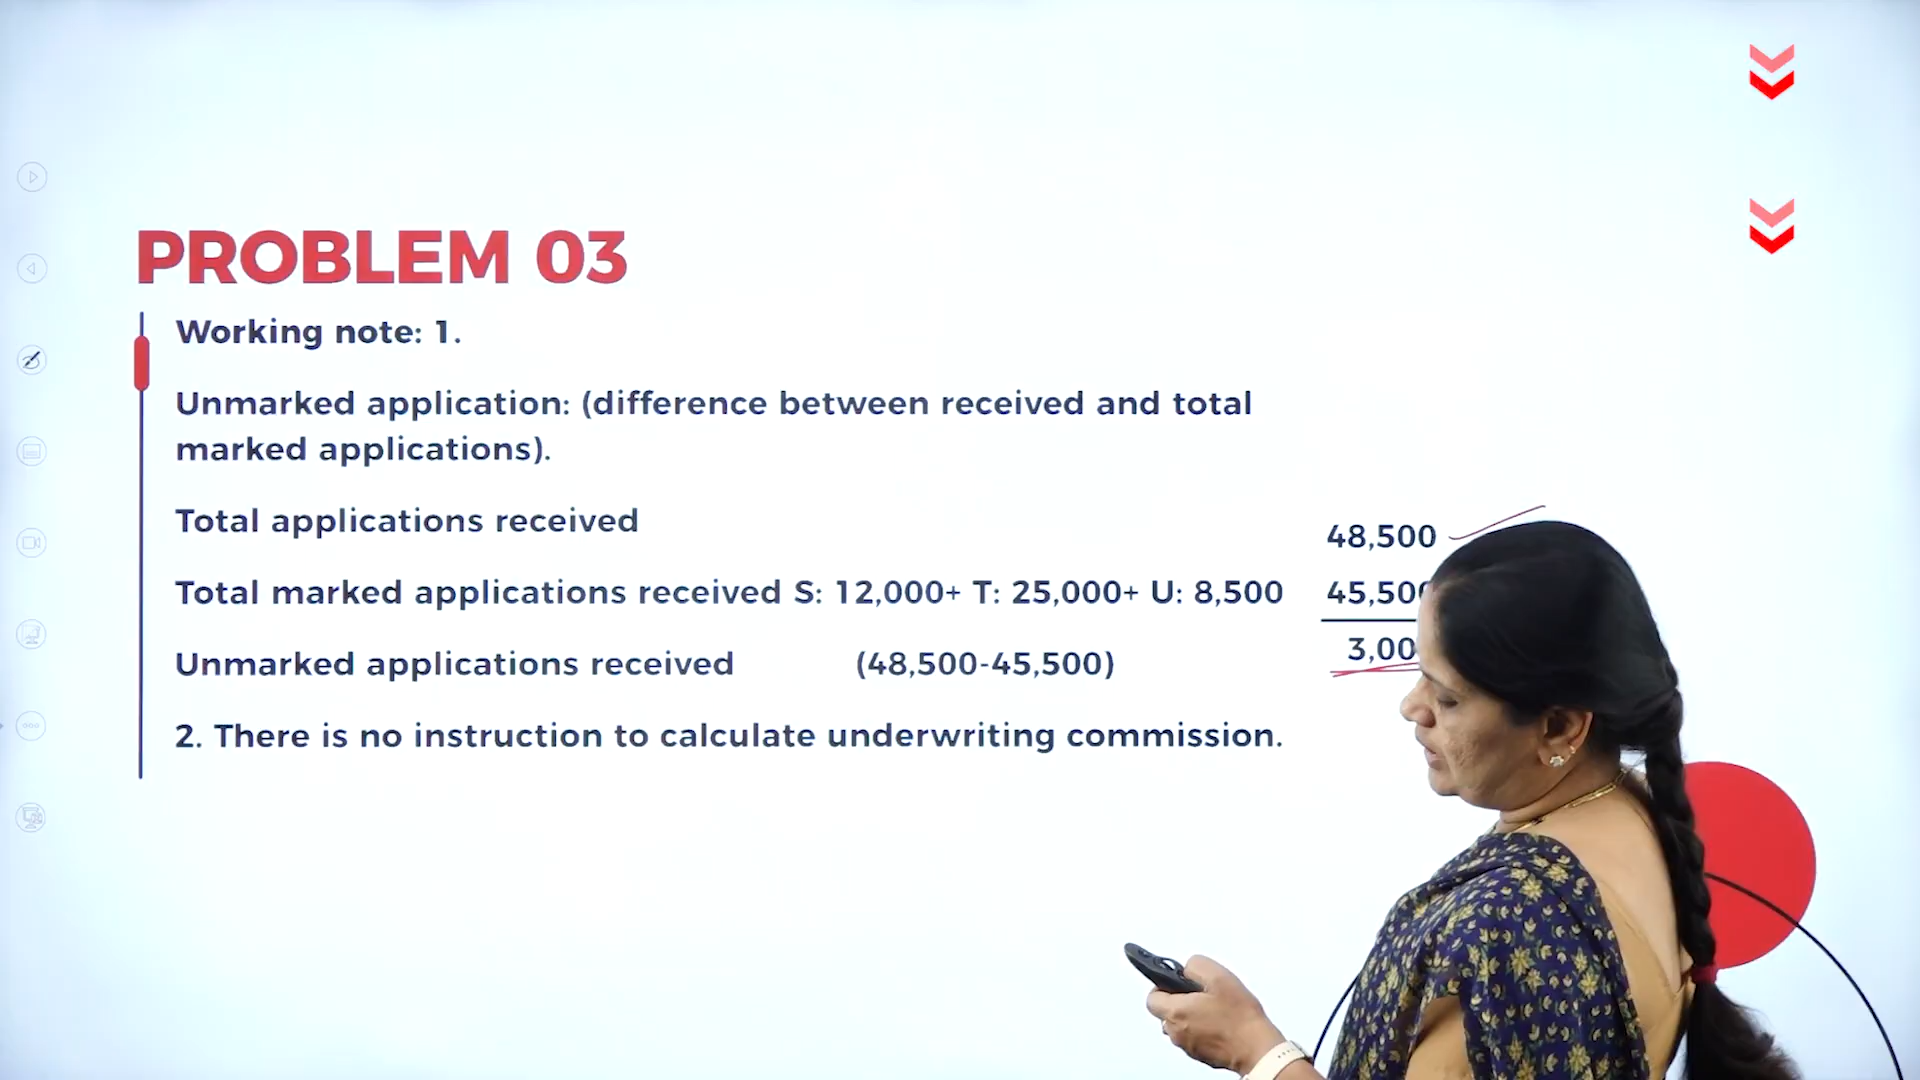 PROBLEM 03
Working note: 1.
Unmarked application: (difference between received and total
marked applications).
Total applications received 48,500
Total marked applications received S: 12,000+ T: 25,000+ U: 8,500
Unmarked applications received (48,500-45,500)
2. There is no instruction to calculate underwriting commission.